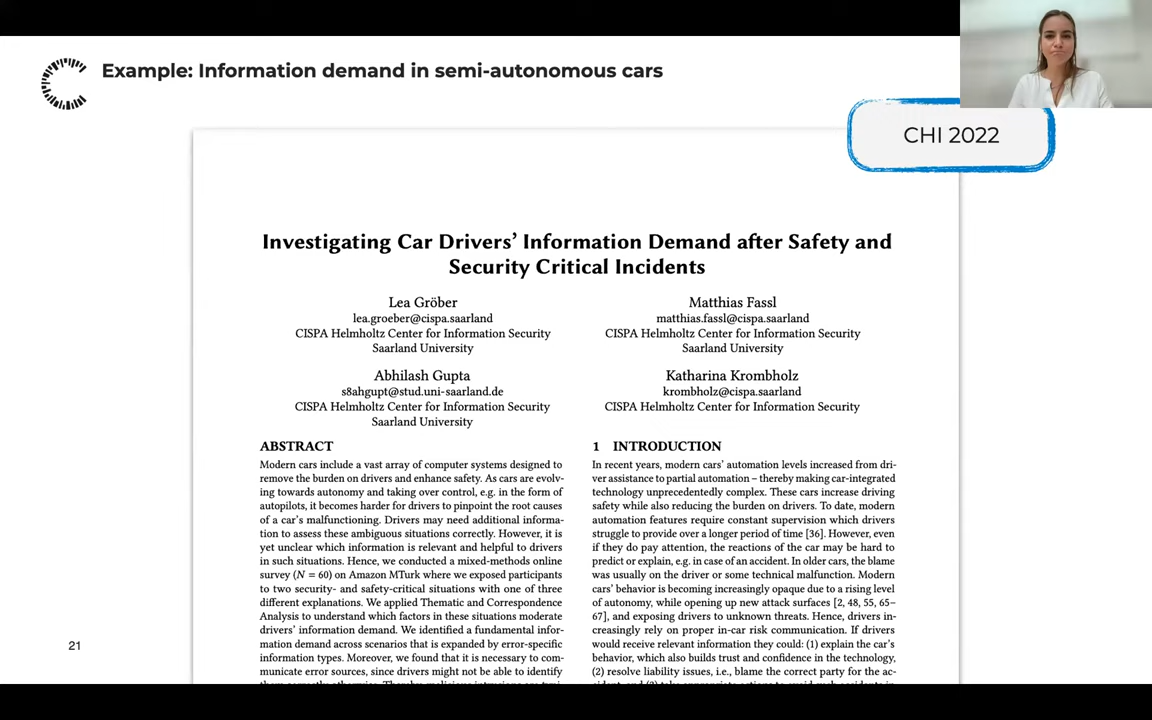 Example: Information demand in semi-autonomous cars
CHI 2022
Investigating Car Drivers’ Information Demand after Safety and
Security Critical Incidents
Lea Gröber
lea.groeber@cispa.saarland
CISPA Helmholtz Center for Information Security
Saarland University
Matthias Fassl
matthias.fassl@cispa.saarland
CISPA Helmholtz Center for Information Security
Saarland University
Abhilash Gupta
s8ahgupt@stud.uni-saarland.de
CISPA Helmholtz Center for Information Security
Saarland University
Katharina Krombholz
krombholz@cispa.saarland
CISPA Helmholtz Center for Information Security
ABSTRACT
Modern cars include a vast array of computer systems designed to
remove the burden on drivers and enhance safety. As cars are evolv-
ing towards autonomy and taking over control, e.g. in the form of
autopilots, it becomes harder for drivers to pinpoint the root causes
of a car’s malfunctioning. Drivers may need additional informa-
tion to assess these ambiguous situations correctly. However, it is
yet unclear which information is relevant and helpful to drivers
in such situations. Hence, we conducted a mixed-methods online
survey (N = 60) on Amazon MTurk where we exposed participants
to two security- and safety-critical situations with one of three
different explanations. We applied Thematic and Correspondence
Analysis to understand which factors in these situations moderate
drivers’ information demand. We identified a fundamental infor-
mation demand across scenarios that is expanded by error-specific
information types. Moreover, we found that it is necessary to com-
municate error sources, since drivers might not be able to identify
1 INTRODUCTION
In recent years, modern cars’ automation levels increased from dri-
ver assistance to partial automation – thereby making car-integrated
technology unprecedentedly complex. These cars increase driving
safety while also reducing the burden on drivers. To date, modern
automation features require constant supervision which drivers
struggle to provide over a longer period of time [36]. However, even
if they do pay attention, the reactions of the car may be hard to
predict or explain, e.g. in case of an accident. In older cars, the blame
was usually on the driver or some technical malfunction. Modern
cars’ behavior is becoming increasingly opaque due to a rising level
of autonomy, while opening up new attack surfaces [2, 48, 55, 65–
67], and exposing drivers to unknown threats. Hence, drivers in-
creasingly rely on proper in-car risk communication. If drivers
would receive relevant information they could: (1) explain the car’s
behavior, which also builds trust and confidence in the technology,
(2) resolve liability issues, i.e., blame the correct party for the ac-
21